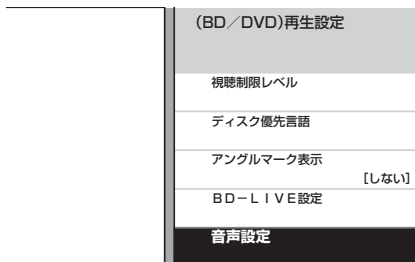 (BD／DVD)再生設定
視聴制限レベル
ディスク優先言語
アングルマーク表示
[しない]
ＢＤ－ＬＩＶＥ設定
音声設定